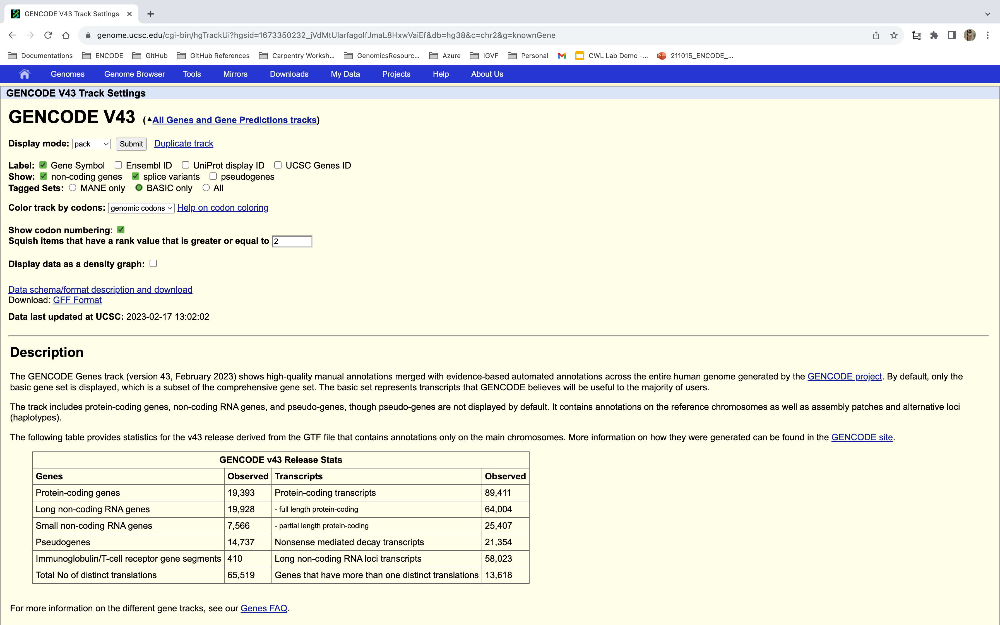 GENCODE V43 Track Settings
genome.ucsc.edu/cgi-bin/hgTrackUi?hgsid=1673350232_jVdMtUIarfagolfJmaL8HxwVaiEf&db=hg38&c=chr2&g=knownGene
Documentations ENCODE GitHub GitHub References Carpentry Worksh... GenomicsResourc... Azure IGVF Personal CWL Lab Demo -... 211015_ENCODE_...
Genomes Genome Browser Tools Mirrors Downloads My Data Projects Help About Us
GENCODE V43 Track Settings
GENCODE V43 (▲All Genes and Gene Predictions tracks)
Display mode: pack Submit Duplicate track
Label: Gene Symbol Ensembl ID UniProt display ID UCSC Genes ID
Show: non-coding genes splice variants pseudogenes
Tagged Sets: MANE only BASIC only All
Color track by codons: genomic codons Help on codon coloring
Show codon numbering:
Squish items that have a rank value that is greater or equal to 2
Display data as a density graph:
Data schema/format description and download
Download: GFF Format
Data last updated at UCSC: 2023-02-17 13:02:02
Description
The GENCODE Genes track (version 43, February 2023) shows high-quality manual annotations merged with evidence-based automated annotations across the entire human genome generated by the GENCODE project. By default, only the
basic gene set is displayed, which is a subset of the comprehensive gene set. The basic set represents transcripts that GENCODE believes will be useful to the majority of users.
The track includes protein-coding genes, non-coding RNA genes, and pseudo-genes, though pseudo-genes are not displayed by default. It contains annotations on the reference chromosomes as well as assembly patches and alternative loci
(haplotypes).
The following table provides statistics for the v43 release derived from the GTF file that contains annotations only on the main chromosomes. More information on how they were generated can be found in the GENCODE site.
GENCODE v43 Release Stats
Genes Observed Transcripts Observed
Protein-coding genes 19,393 Protein-coding transcripts 89,411
Long non-coding RNA genes 19,928 - full length protein-coding 64,004
Small non-coding RNA genes 7,566 - partial length protein-coding 25,407
Pseudogenes 14,737 Nonsense mediated decay transcripts 21,354
Immunoglobulin/T-cell receptor gene segments 410 Long non-coding RNA loci transcripts 58,023
Total No of distinct translations 65,519 Genes that have more than one distinct translations 13,618
For more information on the different gene tracks, see our Genes FAQ.